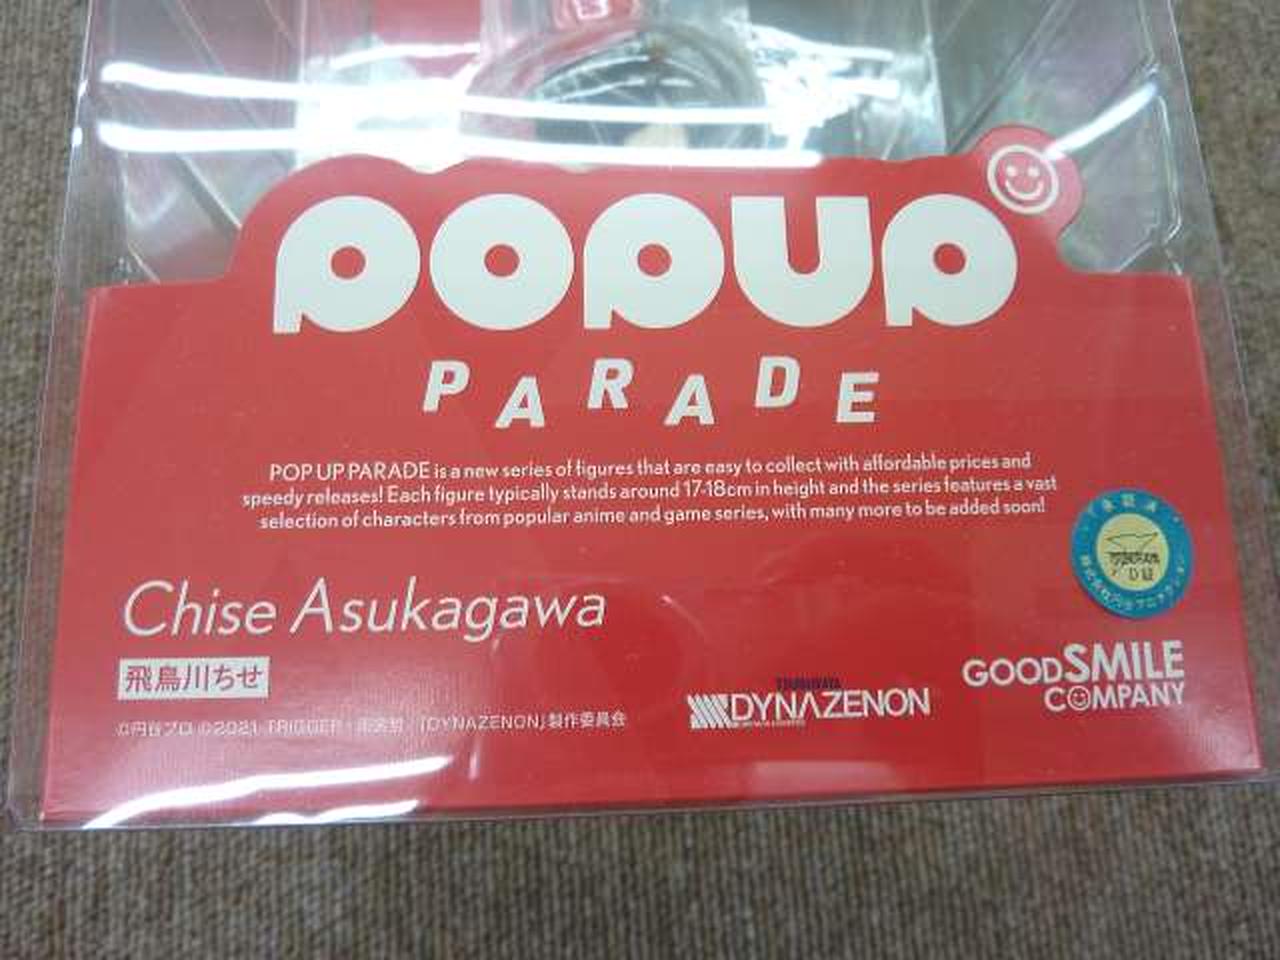 POPUP
PARADE
POP UP PARADE is a new series of figures that are easy to collect with affordable prices and
speedy releases! Each figure typically stands around 17-18cm in height and the series features a vast
selection of characters from popular anime and game series, with many more to be added soon!
Chise Asukagawa
飛鳥川ちせ
©円谷プロ ©2021 TRIGGER・雨宮哲/「DYNAZENON」製作委員会
DYNAZENON
GOOD SMILE
COMPANY